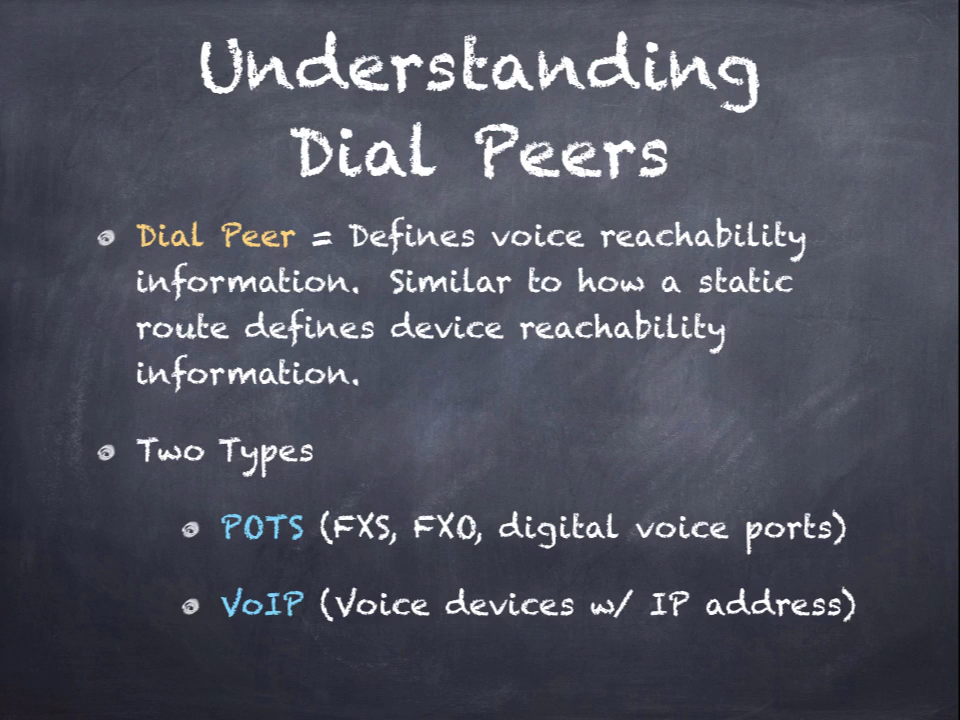 Understanding
Dial Peers
Dial Peer = Defines voice reachability
information.  Similar to how a static
route defines device reachability
information.
Two Types
POTS (FXS, FXO, digital voice ports)
VoIP (Voice devices w/ IP address)